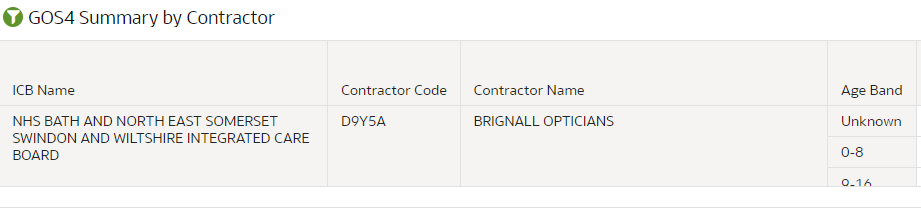 GOS4 Summary by Contractor
ICB Name Contractor Code Contractor Name Age Band
NHS BATH AND NORTH EAST SOMERSET D9Y5A BRIGNALL OPTICIANS Unknown
SWINDON AND WILTSHIRE INTEGRATED CARE
BOARD
0-8
9-16